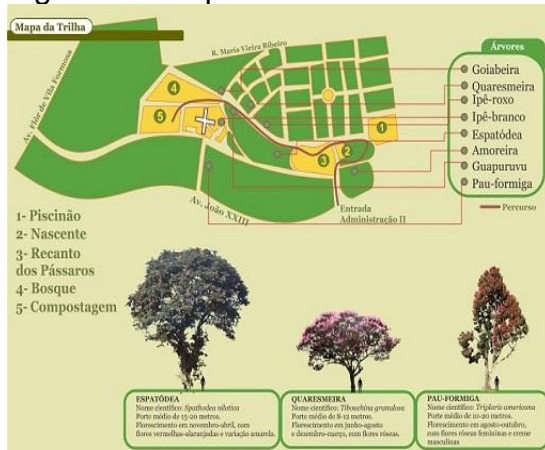 Mapa da Trilha
R. Maria Vieira Ribeiro
Av. Flor de Vila Formosa
Av. João XXIII
Entrada
Administração II
4
5
3
2
1
Árvores
Goiabeira
Quaresmeira
Ipê-roxo
Ipê-branco
Espatódea
Amoreira
Guapuruvu
Pau-formiga
Percurso
1- Piscinão
2- Nascente
3- Recanto
dos Pássaros
4- Bosque
5- Compostagem
ESPATÓDEA
Nome científico: Spathodea nilotica
Porte médio de 15-20 metros.
Florescimento em novembro-abril, com
flores vermelhas-alaranjadas e variação amarela.
QUARESMEIRA
Nome científico: Tibouchina granulosa
Porte médio de 8-12 metros.
Florescimento em junho-agosto
e dezembro-março, com flores róseas.
PAU-FORMIGA
Nome científico: Triplaris americana
Porte médio de 10-20 metros.
Florescimento em agosto-outubro,
com flores róseas femininas e creme
masculinas